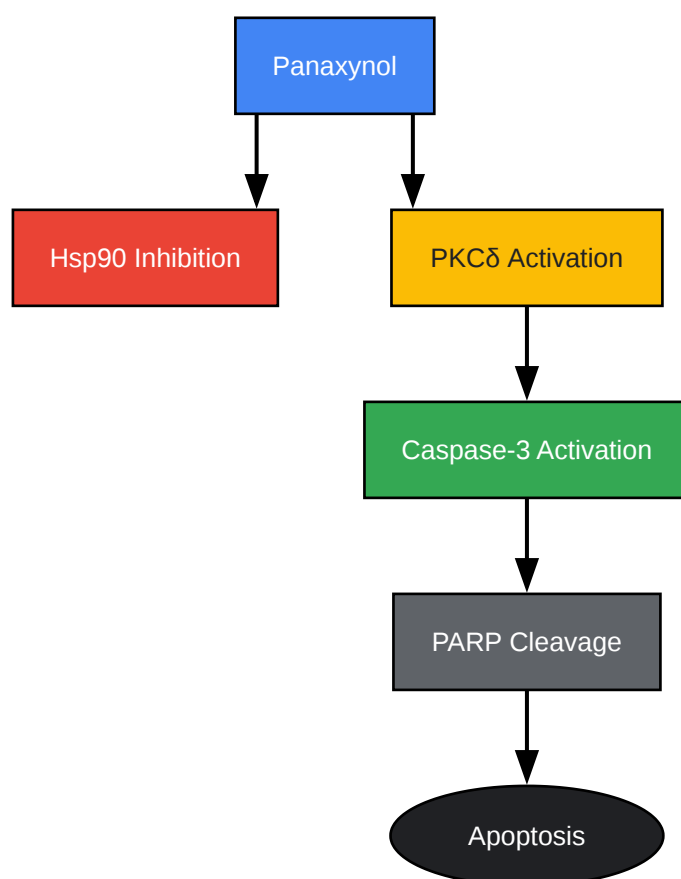 Panaxynol
Hsp90 Inhibition
PKCδ Activation
Caspase-3 Activation
PARP Cleavage
Apoptosis